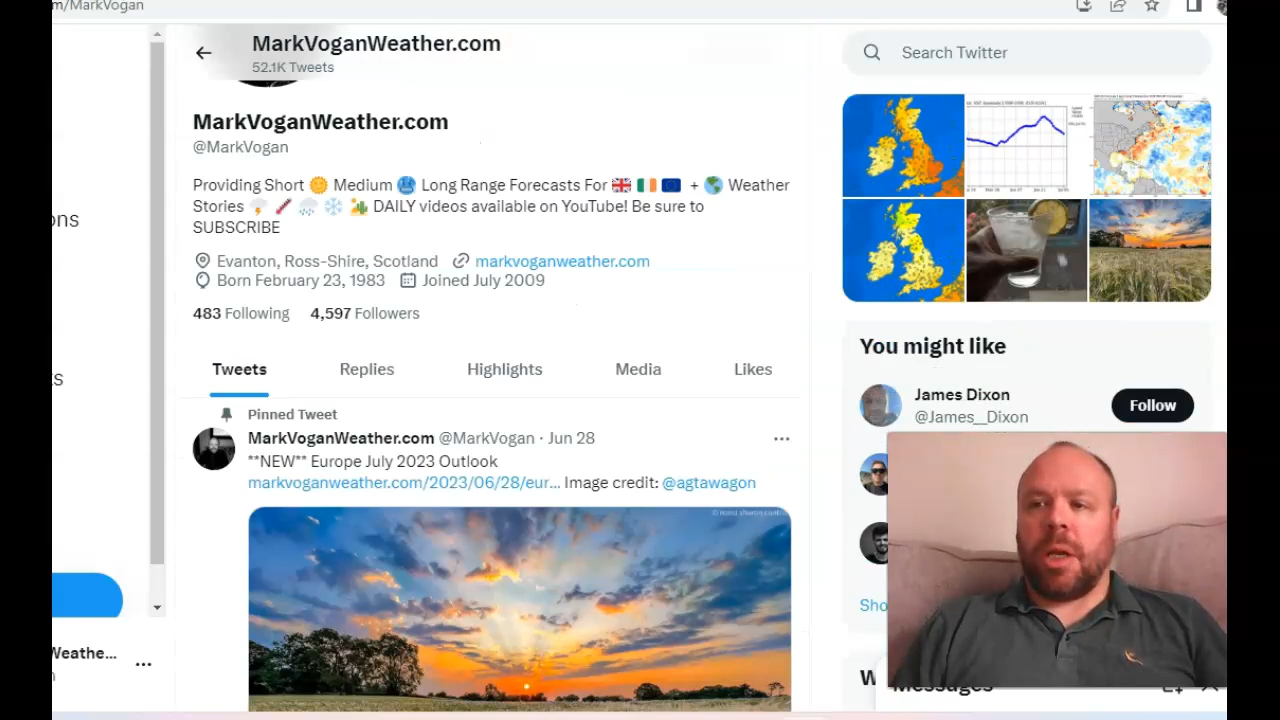 m/MarkVogan
MarkVoganWeather.com
52.1K Tweets
Search Twitter
MarkVoganWeather.com
@MarkVogan
Providing Short 🌞 Medium 🥶 Long Range Forecasts For 🇬🇧 🇮🇪 🇪🇺 + 🌎 Weather
Stories ⛈️ 🌡️ 🌧️ ❄️ 🏜️ DAILY videos available on YouTube! Be sure to
SUBSCRIBE
Evanton, Ross-Shire, Scotland markvoganweather.com
Born February 23, 1983 Joined July 2009
483 Following 4,597 Followers
Tweets Replies Highlights Media Likes
Pinned Tweet
MarkVoganWeather.com @MarkVogan · Jun 28
**NEW** Europe July 2023 Outlook
markvoganweather.com/2023/06/28/eur... Image credit: @agtawagon
You might like
James Dixon
@James__Dixon
Follow
Sho
W
Messages
ons
ts
Weathe...